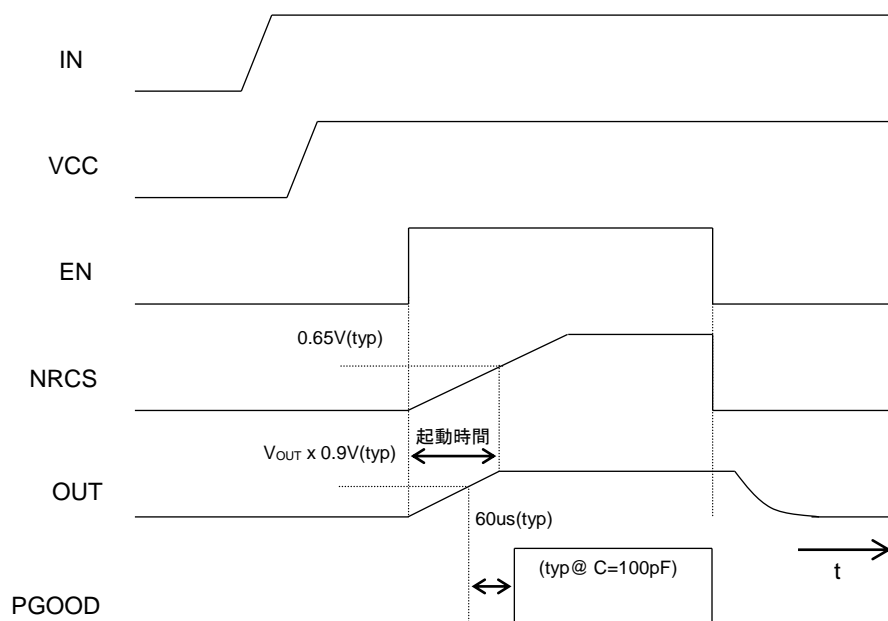 IN
VCC
EN
0.65V(typ)
NRCS
起動時間
VOUT x 0.9V(typ)
OUT
60us(typ)
(typ@ C=100pF)
t
PGOOD